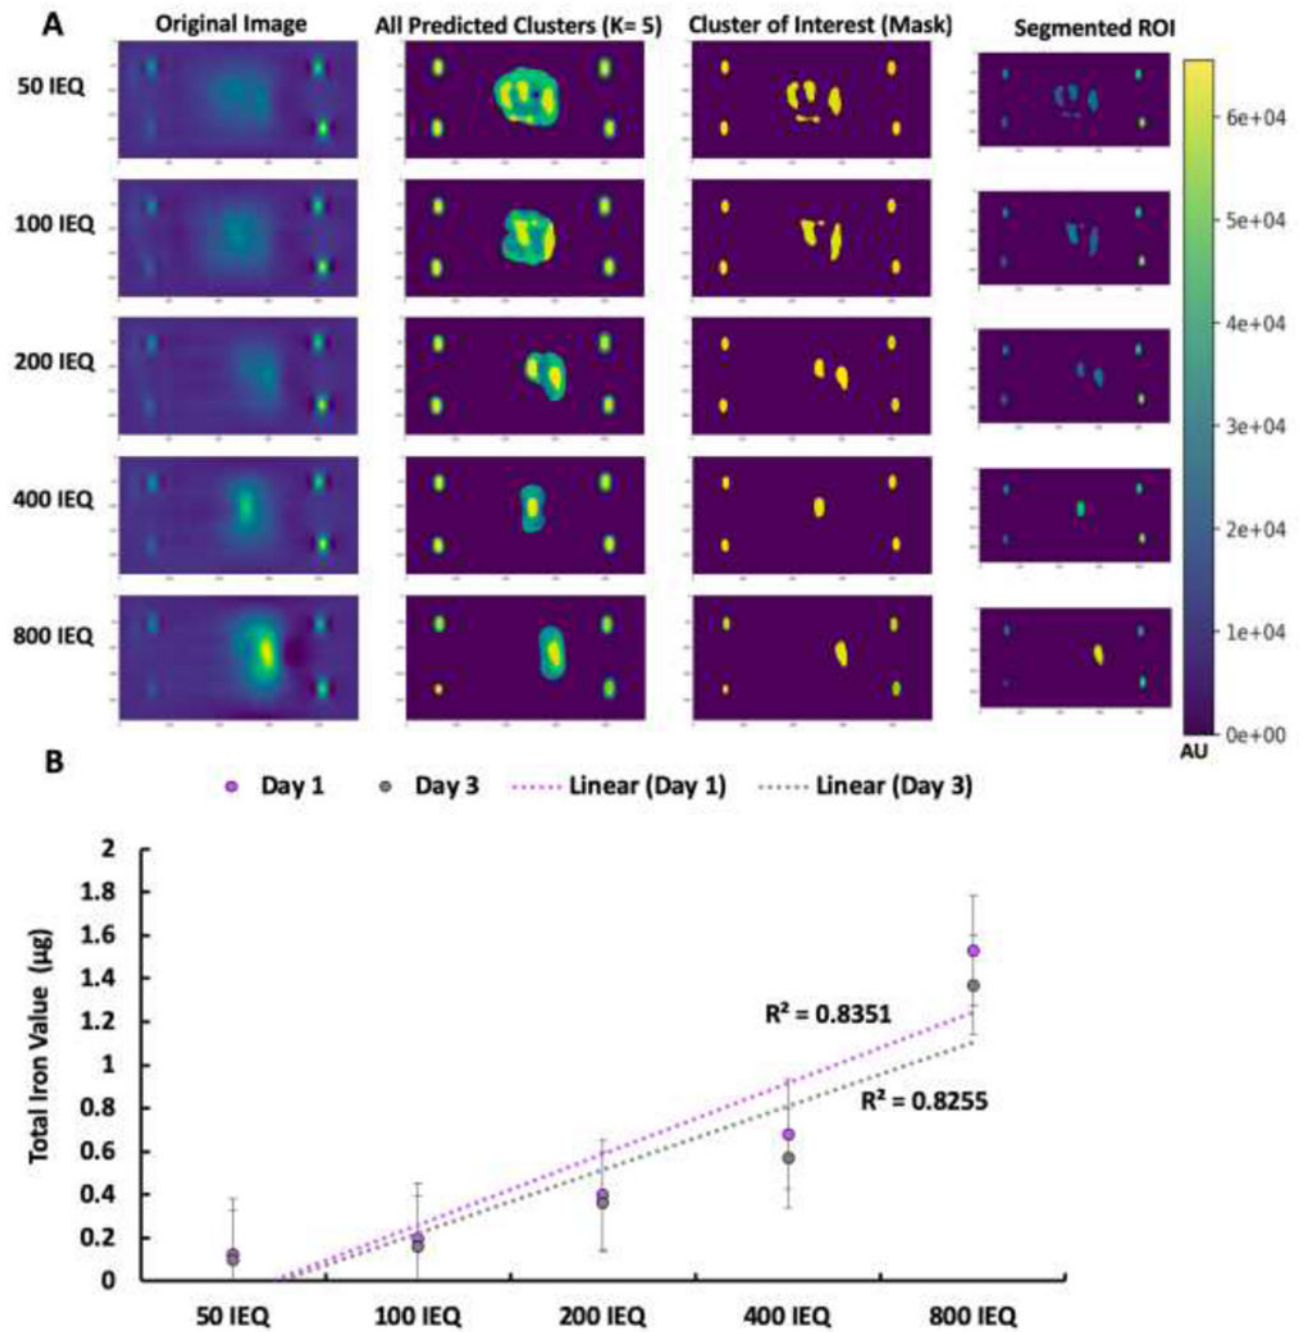 A
Original Image
All Predicted Clusters (K= 5)
Cluster of Interest (Mask)
Segmented ROI
50 IEQ
100 IEQ
200 IEQ
400 IEQ
800 IEQ
6e+04
5e+04
4e+04
3e+04
2e+04
1e+04
0e+00
AU
B
Day 1
Day 3
Linear (Day 1)
Linear (Day 3)
Total Iron Value (µg)
2
1.8
1.6
1.4
1.2
1
0.8
0.6
0.4
0.2
0
R² = 0.8351
R² = 0.8255
50 IEQ
100 IEQ
200 IEQ
400 IEQ
800 IEQ